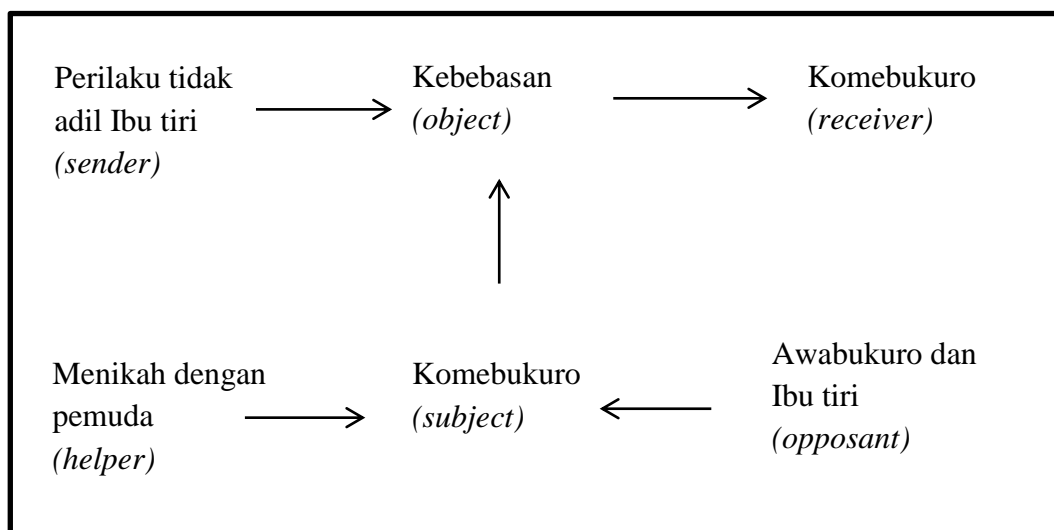 Perilaku tidak
adil Ibu tiri
(sender)
Kebebasan
(object)
Komebukuro
(receiver)
Menikah dengan
pemuda
(helper)
Komebukuro
(subject)
Awabukuro dan
Ibu tiri
(opposant)